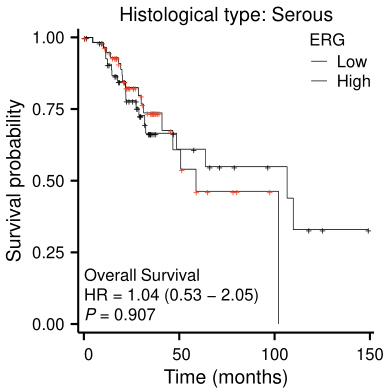 Histological type: Serous
ERG
Low
High
Survival probability
1.00
0.75
0.50
0.25
0.00
Overall Survival
HR = 1.04 (0.53 − 2.05)
P = 0.907
0 50 100 150
Time (months)